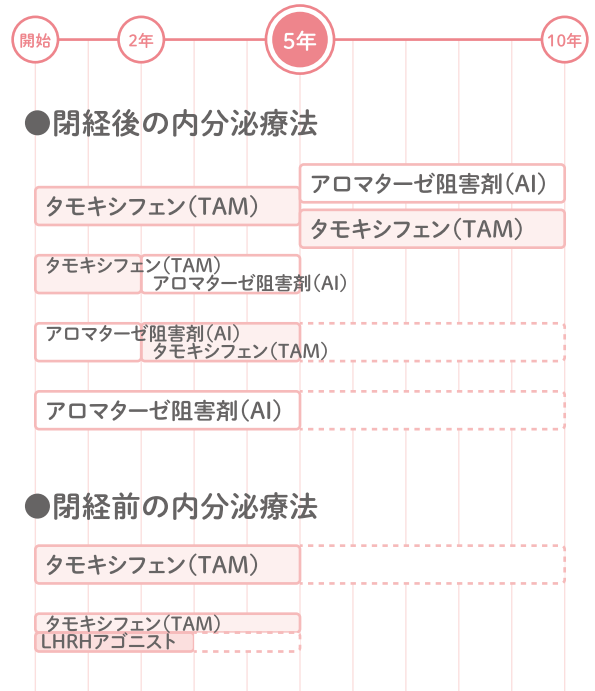 開始
2年
5年
10年
●閉経後の内分泌療法
アロマターゼ阻害剤(AI)
タモキシフェン(TAM)
タモキシフェン(TAM)
タモキシフェン(TAM)
アロマターゼ阻害剤(AI)
アロマターゼ阻害剤(AI)
タモキシフェン(TAM)
アロマターゼ阻害剤(AI)
●閉経前の内分泌療法
タモキシフェン(TAM)
タモキシフェン(TAM)
LHRHアゴニスト